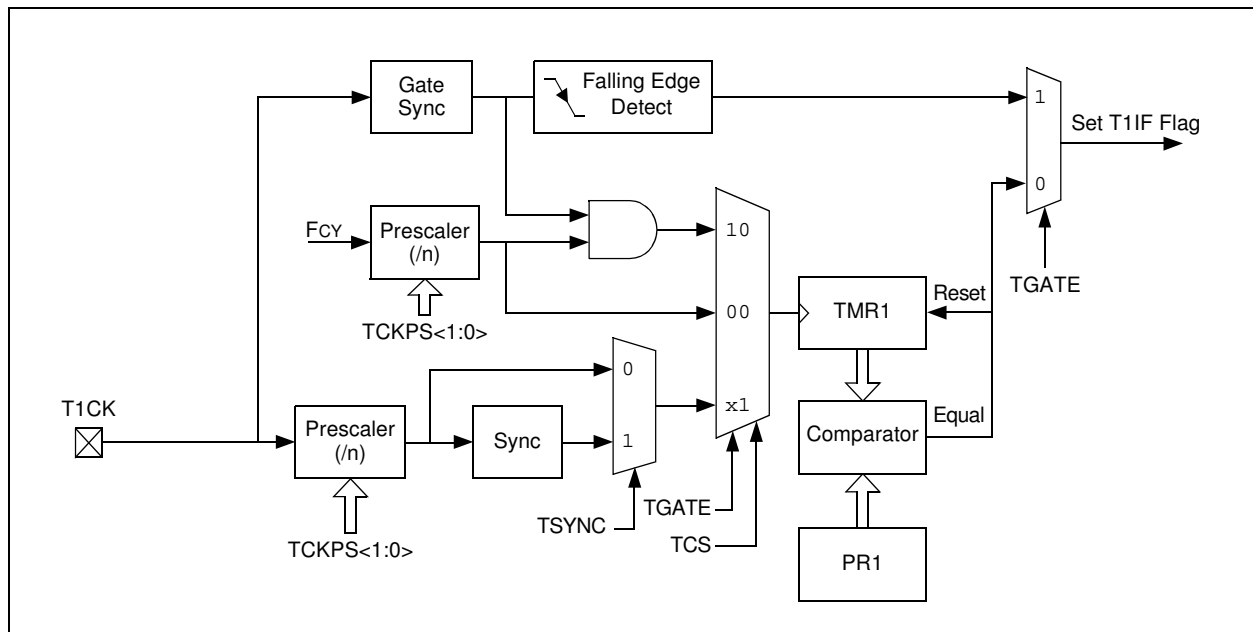 Gate
Sync
Falling Edge
Detect
1
Set T1IF Flag
0
TGATE
FCY
Prescaler
(/n)
TCKPS<1:0>
10
00
x1
TMR1
Reset
T1CK
Prescaler
(/n)
TCKPS<1:0>
Sync
0
1
TSYNC
TGATE
TCS
Comparator
Equal
PR1